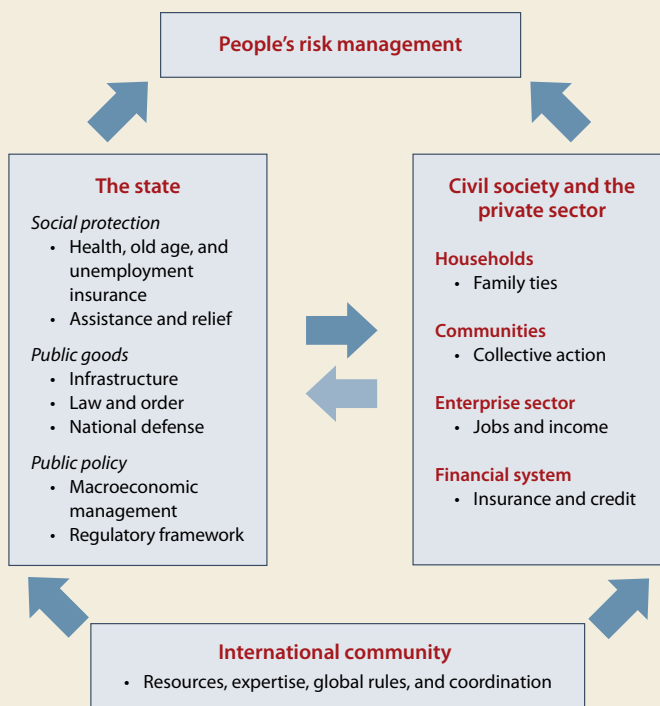 People’s risk management
The state
Social protection
• Health, old age, and
unemployment
insurance
• Assistance and relief
Public goods
• Infrastructure
• Law and order
• National defense
Public policy
• Macroeconomic
management
• Regulatory framework
Civil society and the
private sector
Households
• Family ties
Communities
• Collective action
Enterprise sector
• Jobs and income
Financial system
• Insurance and credit
International community
• Resources, expertise, global rules, and coordination